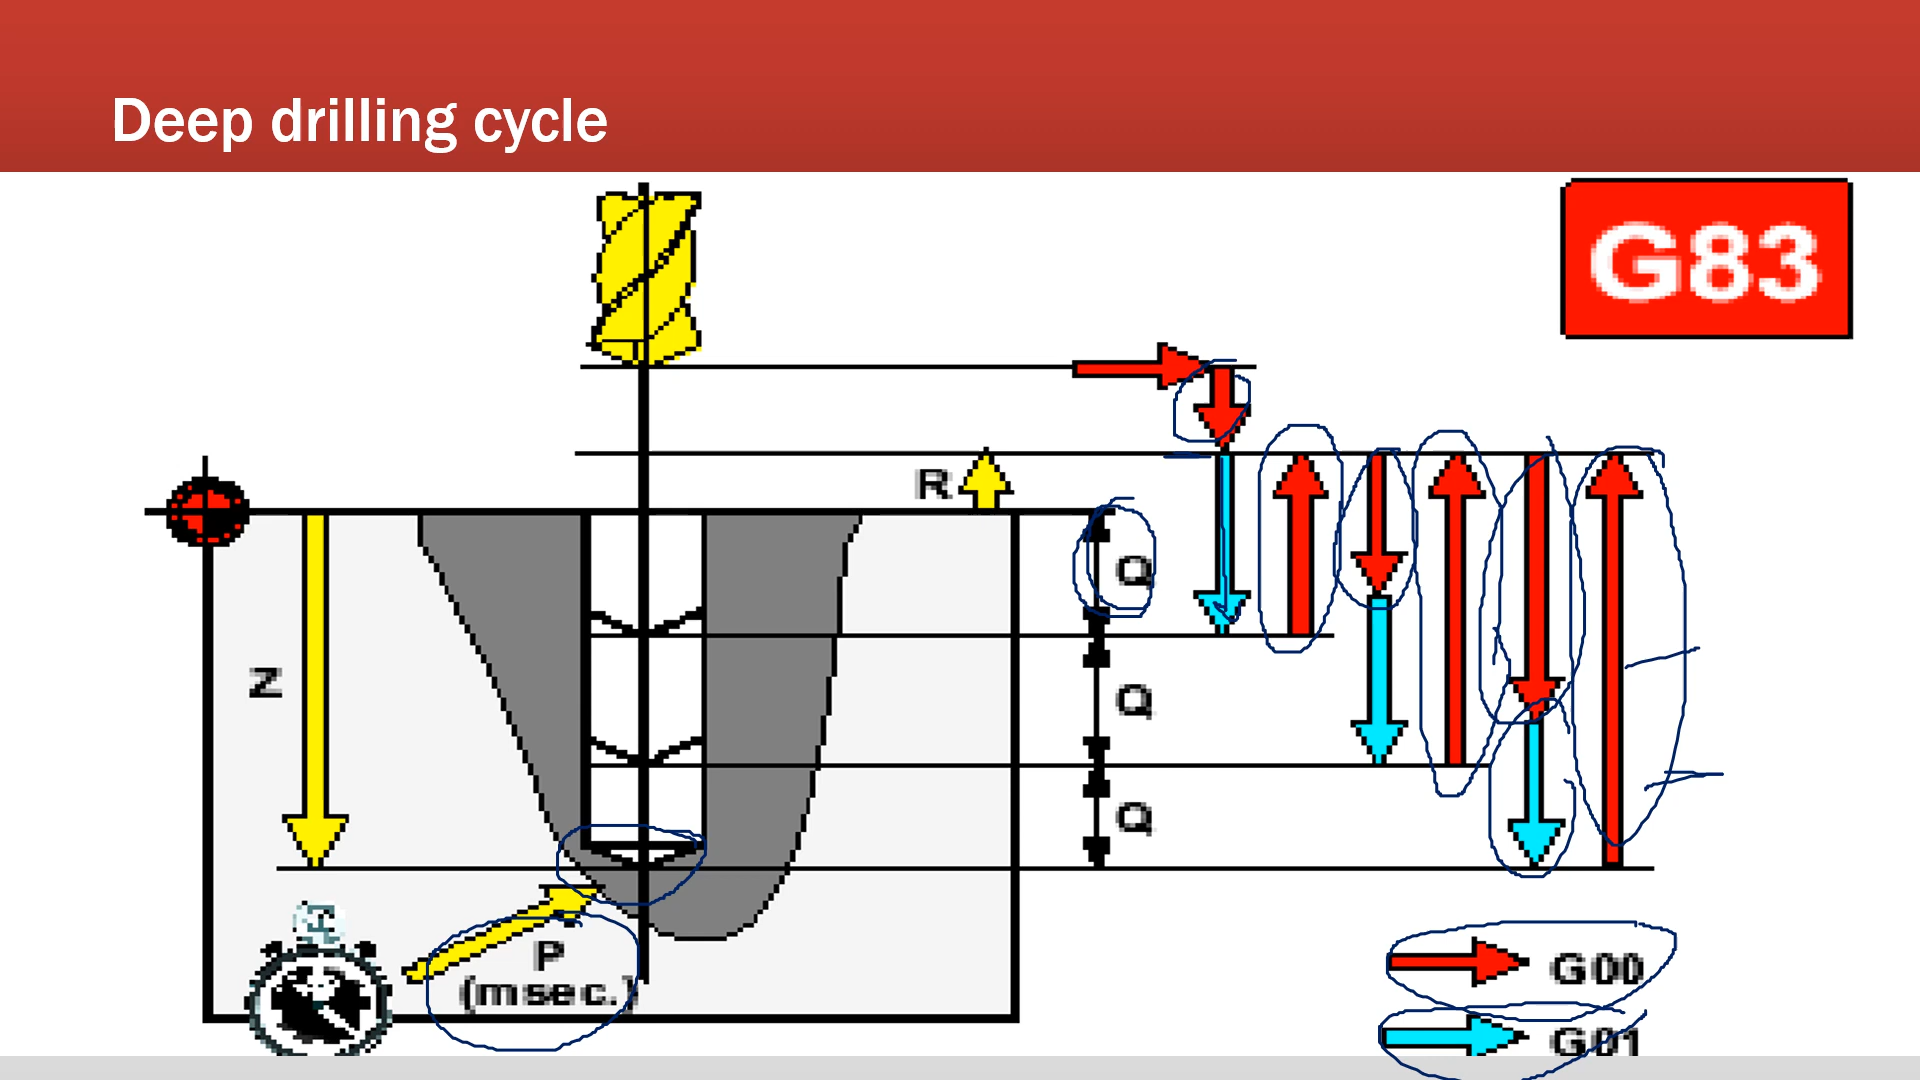 Deep drilling cycle
G83
R
Q
Z
Q
Q
P
(msec.)
G00
G01